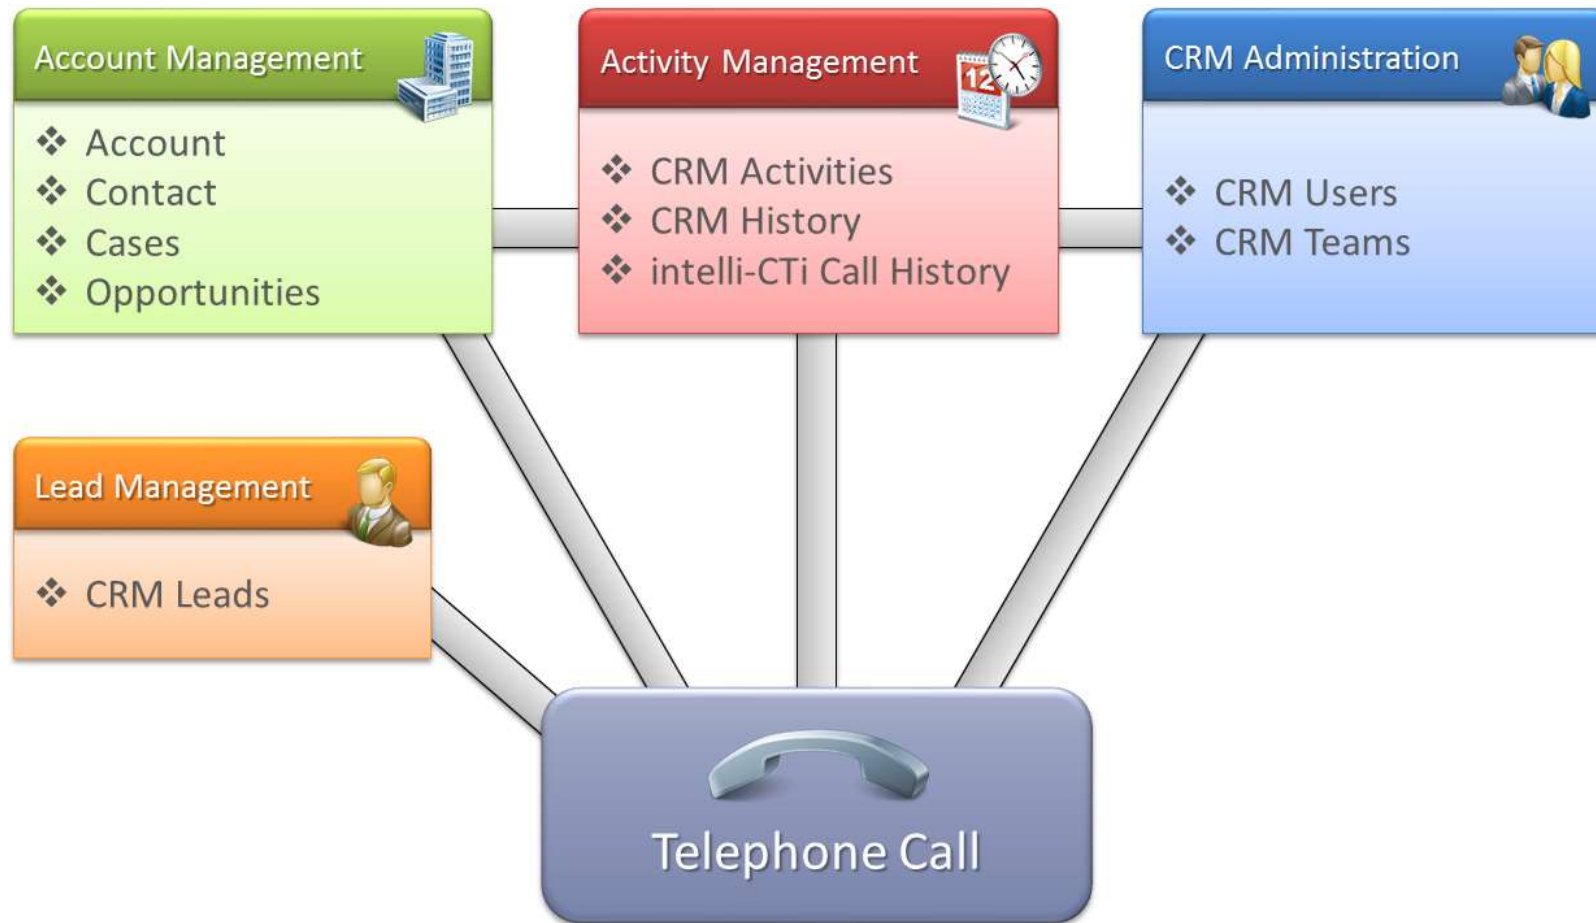 Account Management
Account
Contact
Cases
Opportunities
Activity Management
12
CRM Activities
CRM History
intelli-CTi Call History
CRM Administration
CRM Users
CRM Teams
Lead Management
CRM Leads
Telephone Call